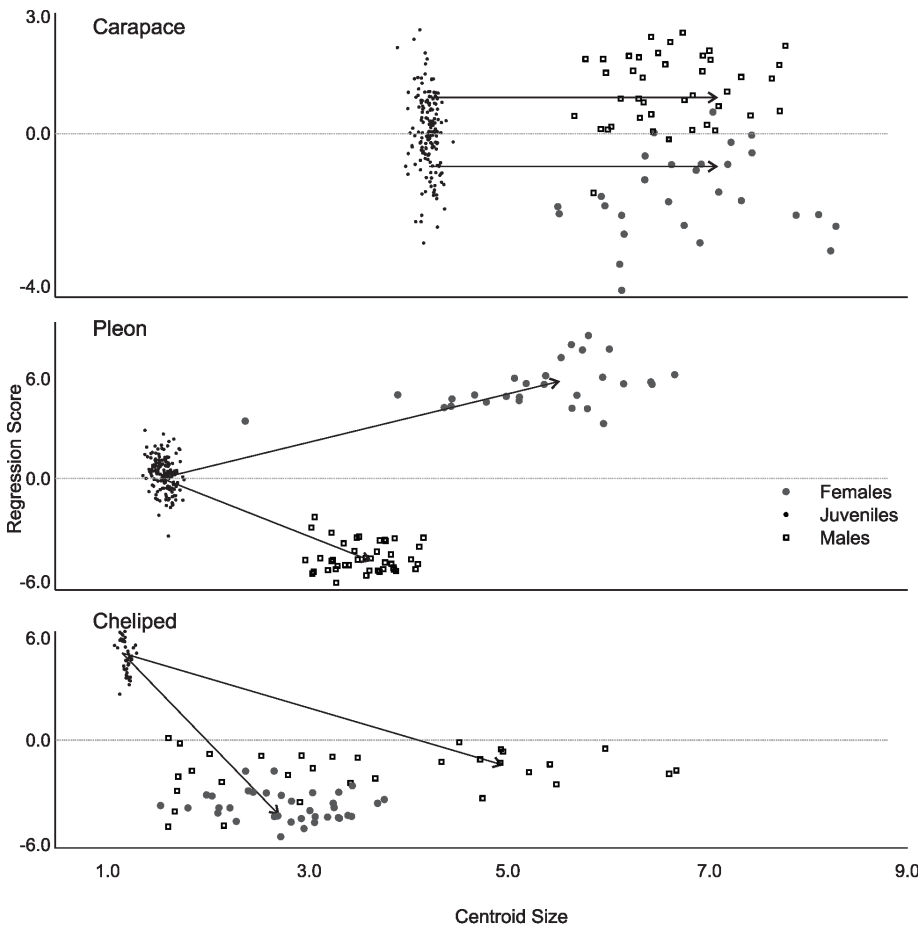 3.0
Carapace
0.0
-4.0
Pleon
6.0
0.0
-6.0
Regression Score
Females
Juveniles
Males
Cheliped
6.0
0.0
-6.0
1.0 3.0 5.0 7.0 9.0
Centroid Size